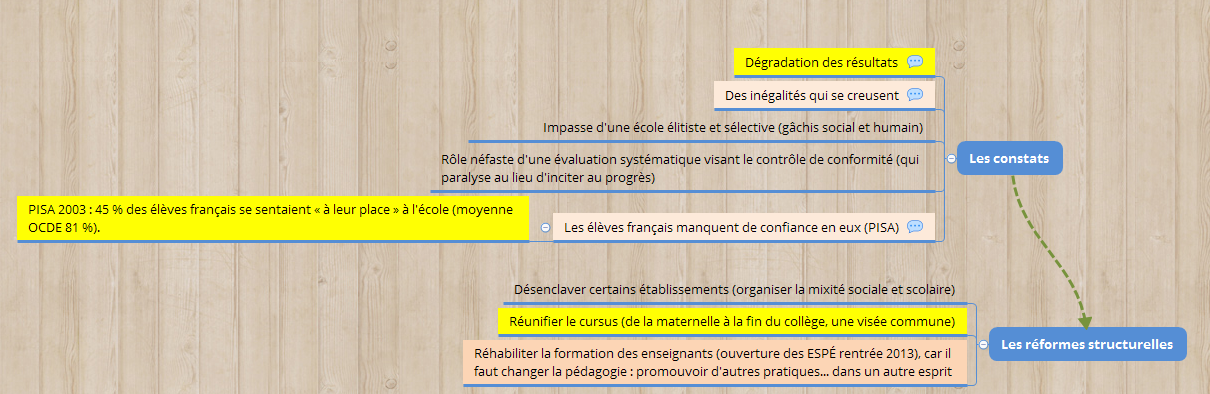 Dégradation des résultats
Des inégalités qui se creusent
Impasse d'une école élitiste et sélective (gâchis social et humain)
Rôle néfaste d'une évaluation systématique visant le contrôle de conformité (qui
paralyse au lieu d'inciter au progrès)
Les constats
PISA 2003 : 45 % des élèves français se sentaient « à leur place » à l'école (moyenne
OCDE 81 %).
Les élèves français manquent de confiance en eux (PISA)
Désenclaver certains établissements (organiser la mixité sociale et scolaire)
Réunifier le cursus (de la maternelle à la fin du collège, une visée commune)
Les réformes structurelles
Réhabiliter la formation des enseignants (ouverture des ESPÉ rentrée 2013), car il
faut changer la pédagogie : promouvoir d'autres pratiques... dans un autre esprit